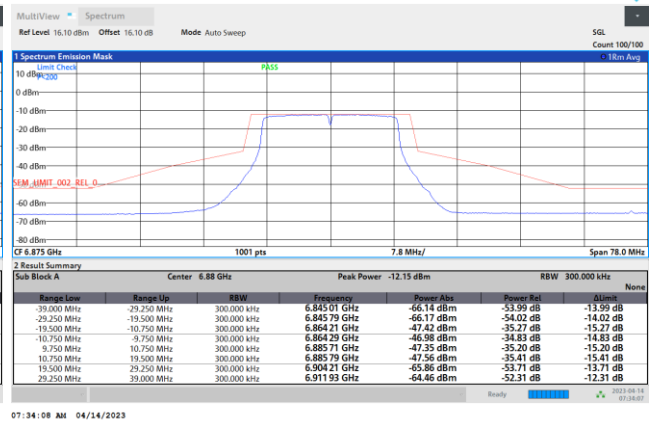 MultiView Spectrum
Ref Level 16.10 dBm Offset 16.10 dB Mode Auto Sweep SGL
Count 100/100
1 Spectrum Emission Mask 1Rm Avg
Limit Check PASS
10 dBm P<200
0 dBm
-10 dBm
-20 dBm
-30 dBm
-40 dBm
SEM_LIMIT_002_REL_0
-60 dBm
-70 dBm
-80 dBm
CF 6.875 GHz 1001 pts 7.8 MHz/ Span 78.0 MHz
2 Result Summary
Sub Block A Center 6.88 GHz Peak Power -12.15 dBm RBW 300.000 kHz
None
Range Low Range Up RBW Frequency Power Abs Power Rel ΔLimit
-39.000 MHz -29.250 MHz 300.000 kHz 6.845 01 GHz -66.14 dBm -53.99 dB -13.99 dB
-29.250 MHz -19.500 MHz 300.000 kHz 6.845 79 GHz -66.17 dBm -54.02 dB -14.02 dB
-19.500 MHz -10.750 MHz 300.000 kHz 6.864 21 GHz -47.42 dBm -35.27 dB -15.27 dB
-10.750 MHz -9.750 MHz 300.000 kHz 6.864 29 GHz -46.98 dBm -34.83 dB -14.83 dB
9.750 MHz 10.750 MHz 300.000 kHz 6.885 71 GHz -47.35 dBm -35.20 dB -15.20 dB
10.750 MHz 19.500 MHz 300.000 kHz 6.885 79 GHz -47.56 dBm -35.41 dB -15.41 dB
19.500 MHz 29.250 MHz 300.000 kHz 6.904 21 GHz -65.86 dBm -53.71 dB -13.71 dB
29.250 MHz 39.000 MHz 300.000 kHz 6.911 93 GHz -64.46 dBm -52.31 dB -12.31 dB
Ready 2023-04-14
07:34:07
07:34:08 AM 04/14/2023